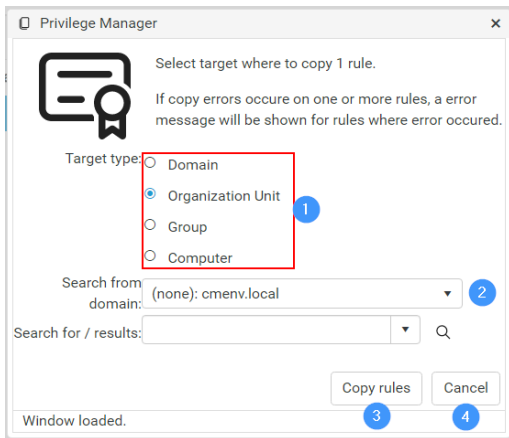 Privilege Manager
Select target where to copy 1 rule.
If copy errors occure on one or more rules, a error
message will be shown for rules where error occured.
Target type:
Domain
Organization Unit
1
Group
Computer
Search from
domain:
(none): cmenv.local
2
Search for / results:
Copy rules
Cancel
3
4
Window loaded.